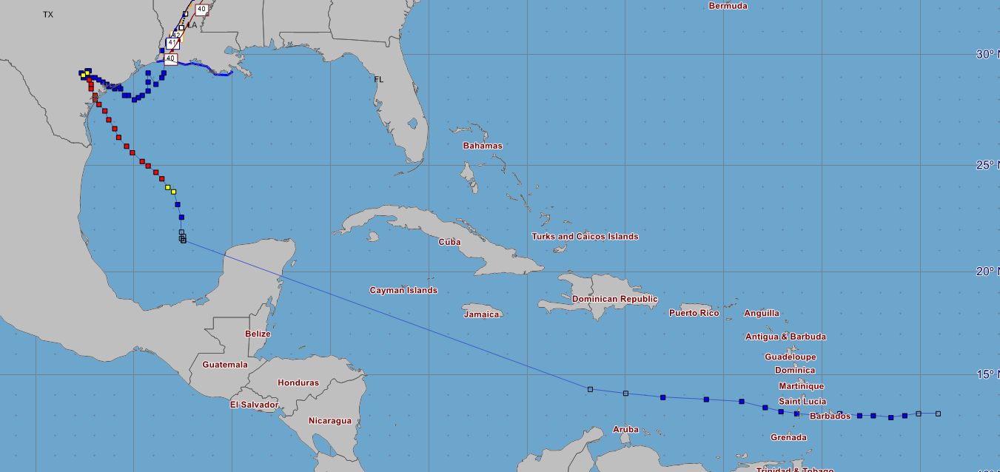 Bermuda
TX
40
LA
42
41
40
30° N
FL
Bahamas
25° N
Turks and Caicos Islands
Cuba
20° N
Cayman Islands
Dominican Republic
Jamaica
Puerto Rico
Anguilla
Belize
Antigua & Barbuda
Guadeloupe
Guatemala
Dominica
15° N
Honduras
Martinique
El Salvador
Saint Lucia
Barbados
Nicaragua
Aruba
Grenada
Trinidad & Tobago